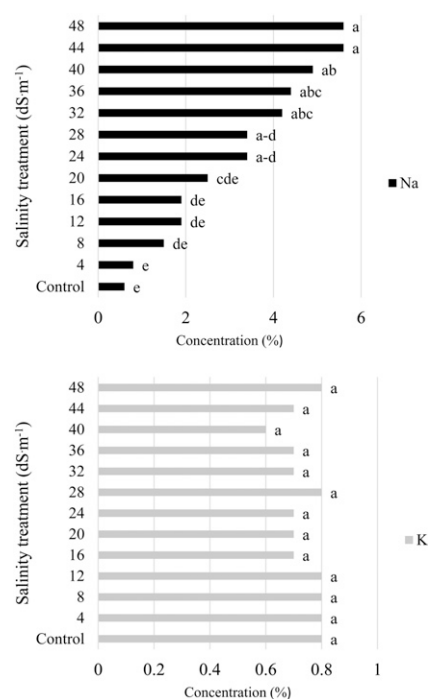 48 a
44 a
40 ab
36 abc
32 abc
28 a-d
24 a-d
20 cde
16 de
12 de
8 de
4 e
Control e
Salinity treatment (dS·m-1)
Na
0 2 4 6
Concentration (%)
48 a
44 a
40 a
36 a
32 a
28 a
24 a
20 a
16 a
12 a
8 a
4 a
Control a
Salinity treatment (dS·m-1)
K
0 0.2 0.4 0.6 0.8 1
Concentration (%)